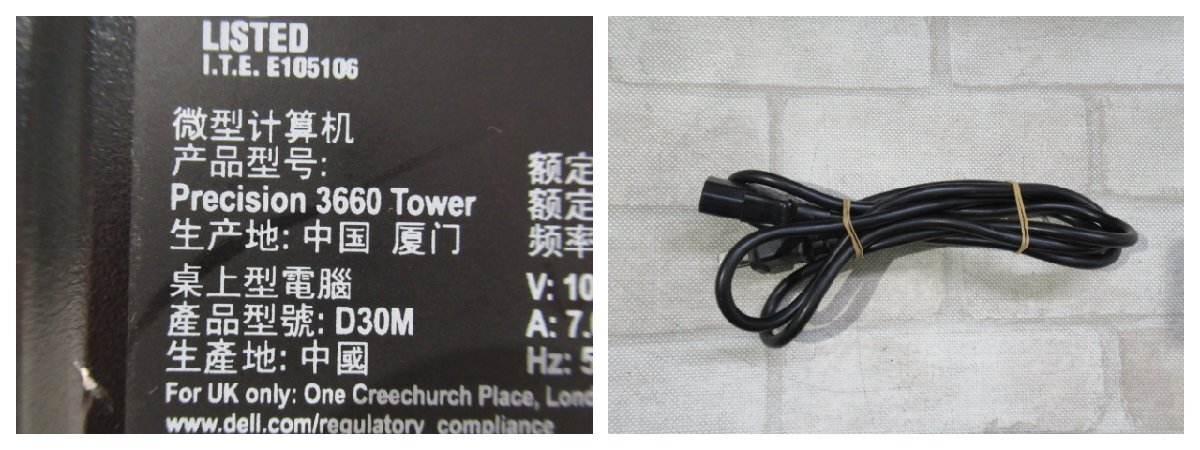 LISTED
I.T.E. E105106
微型计算机
产品型号:
Precision 3660 Tower
生产地: 中国 厦门
桌上型電腦
產品型號: D30M
生產地: 中國
额定
额定
频率
V: 10
A: 7.
Hz: 5
For UK only: One Creechurch Place, Lond
www.dell.com/regulatory_compliance